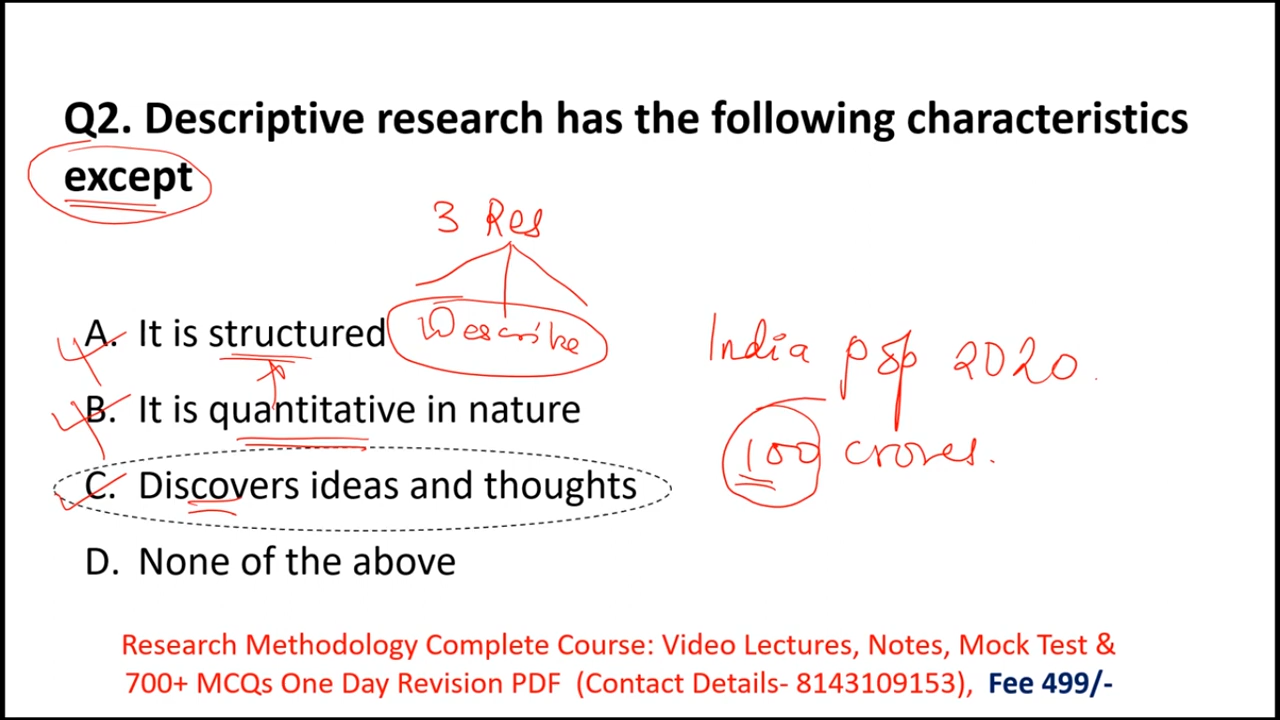 Q2. Descriptive research has the following characteristics
except
3 Res
Describe
A. It is structured
B. It is quantitative in nature
C. Discovers ideas and thoughts
D. None of the above
India pop 2020.
100 crores.
Research Methodology Complete Course: Video Lectures, Notes, Mock Test &
700+ MCQs One Day Revision PDF (Contact Details- 8143109153), Fee 499/-